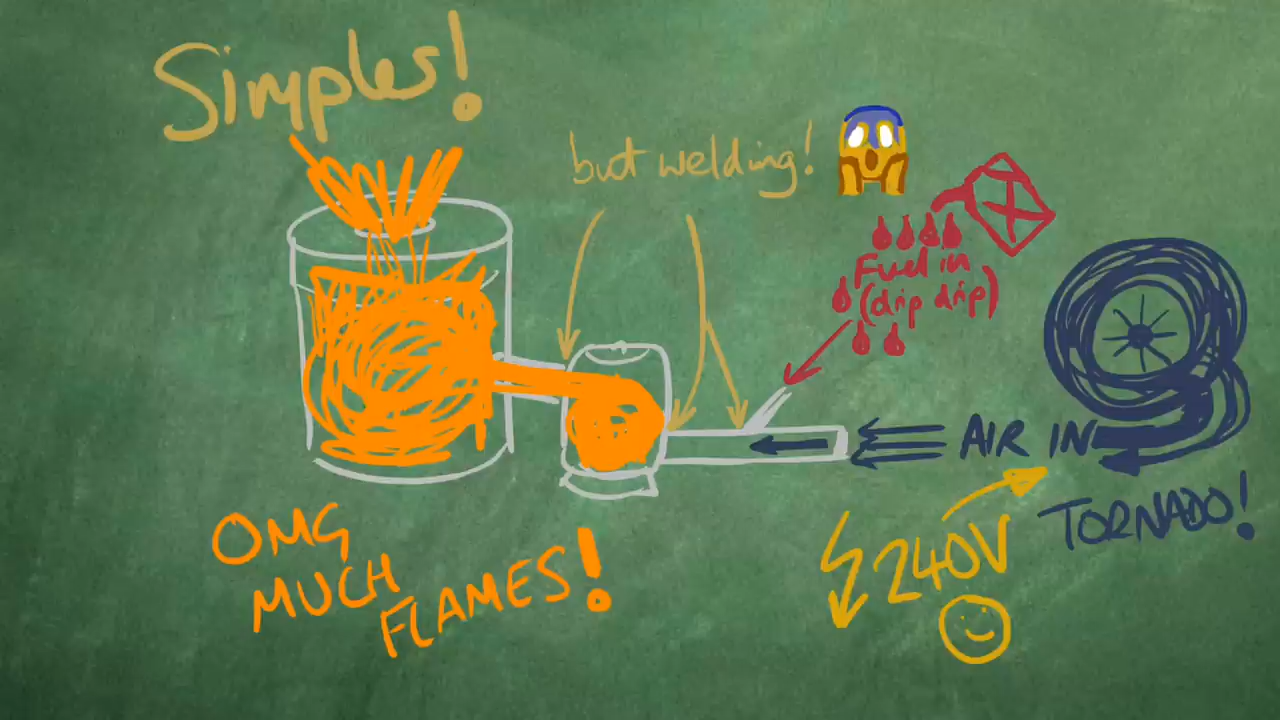 Simples!
but welding!
Fuel in
(drip drip)
AIR IN
TORNADO!
240V
OMG
MUCH
FLAMES!